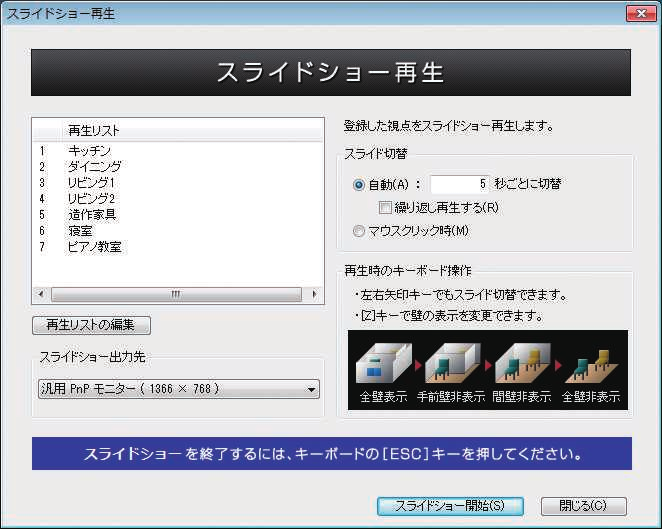 スライドショー再生
スライドショー再生
再生リスト
1 キッチン
2 ダイニング
3 リビング1
4 リビング2
5 造作家具
6 寝室
7 ピアノ教室
再生リストの編集
スライドショー出力先
汎用 PnP モニター ( 1366 × 768 )
登録した視点をスライドショー再生します。
スライド切替
自動(A) : 5 秒ごとに切替
繰り返し再生する(R)
マウスクリック時(M)
再生時のキーボード操作
・左右矢印キーでもスライド切替できます。
・[Z]キーで壁の表示を変更できます。
全壁表示 手前壁非表示 間壁非表示 全壁非表示
スライドショーを終了するには、キーボードの[ESC]キーを押してください。
スライドショー開始(S) 閉じる(C)